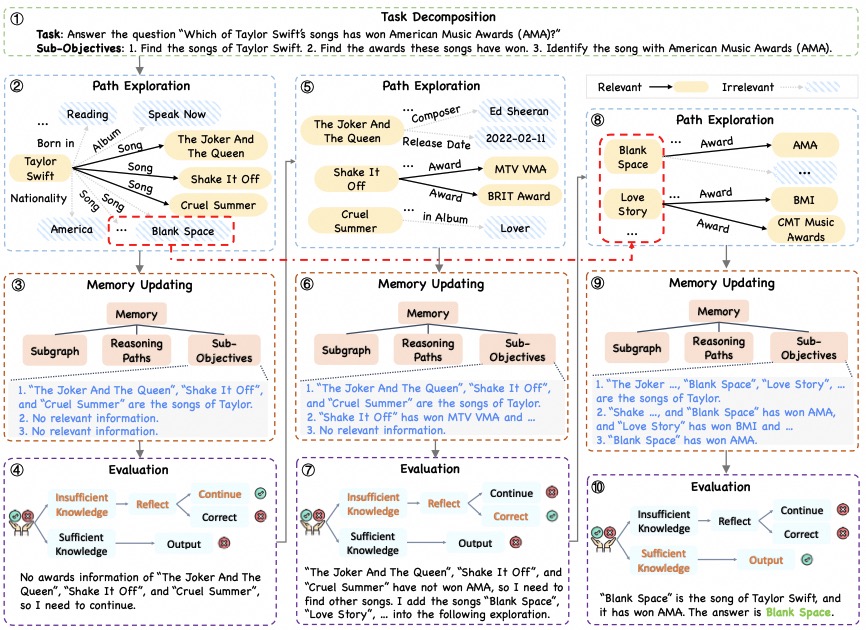 ① Task Decomposition
Task: Answer the question “Which of Taylor Swift's songs has won American Music Awards (AMA)?”
Sub-Objectives: 1. Find the songs of Taylor Swift. 2. Find the awards these songs have won. 3. Identify the song with American Music Awards (AMA).
② Path Exploration
...
Reading
Speak Now
Born in
Album
The Joker And
The Queen
Taylor
Swift
Song
Song
Shake It Off
Song
Cruel Summer
Nationality
Song
Song
America
...
Blank Space
③ Memory Updating
Memory
Subgraph
Reasoning
Paths
Sub-
Objectives
1. “The Joker And The Queen”, “Shake It Off”,
and “Cruel Summer” are the songs of Taylor.
2. No relevant information.
3. No relevant information.
④ Evaluation
Insufficient
Knowledge
Reflect
Continue
Correct
Sufficient
Knowledge
Output
No awards information of “The Joker And The
Queen”, “Shake It Off”, and “Cruel Summer”,
so I need to continue.
⑤ Path Exploration
The Joker And
The Queen
...
Composer
Ed Sheeran
Release Date
2022-02-11
Shake It
Off
...
Award
MTV VMA
Award
BRIT Award
Cruel
Summer
...
in Album
Lover
⑥ Memory Updating
Memory
Subgraph
Reasoning
Paths
Sub-
Objectives
1. “The Joker And The Queen”, “Shake It Off”,
and “Cruel Summer” are the songs of Taylor.
2. “Shake It Off” has won MTV VMA and ...
3. No relevant information.
⑦ Evaluation
Insufficient
Knowledge
Reflect
Continue
Correct
Sufficient
Knowledge
Output
“The Joker And The Queen”, “Shake It Off”, and
“Cruel Summer” have not won AMA, so I need to
find other songs. I add the songs “Blank Space”,
“Love Story”, ... into the following exploration.
Relevant
Irrelevant
⑧ Path Exploration
Blank
Space
...
Award
AMA
...
Love
Story
...
Award
BMI
Award
CMT Music
Awards
...
⑨ Memory Updating
Memory
Subgraph
Reasoning
Paths
Sub-
Objectives
1. “The Joker ..., “Blank Space”, “Love Story”, ...
are the songs of Taylor.
2. “Shake ..., and “Blank Space” has won AMA,
and “Love Story” has won BMI and ...
3. “Blank Space” has won AMA.
⑩ Evaluation
Insufficient
Knowledge
Reflect
Continue
Correct
Sufficient
Knowledge
Output
“Blank Space” is the song of Taylor Swift, and
it has won AMA. The answer is Blank Space.